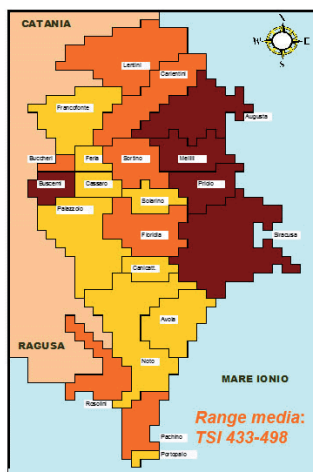 CATANIA
N
W E
S
Lentini
Carlentini
Francofonte
Augusta
Buccheri
Ferla
Sortino
Melilli
Buscemi
Cassaro
Priolo
Palazzolo
Solarino
Floridia
Siracusa
Canicatt.
Avola
RAGUSA
Noto
MARE IONIO
Rosolini
Range media:
TSI 433-498
Pachino
Portopalo